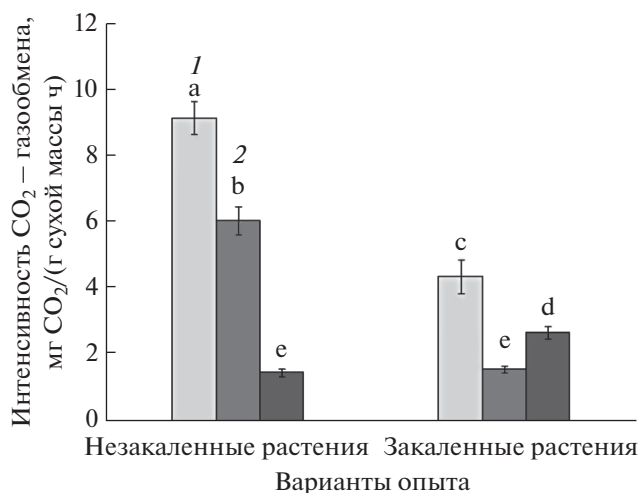 Интенсивность CO₂ – газообмена,
мг CO₂/(г сухой массы ч)
12
10
8
6
4
2
0
1
a
2
b
e
c
e
d
Незакаленные растения Закаленные растения
Варианты опыта